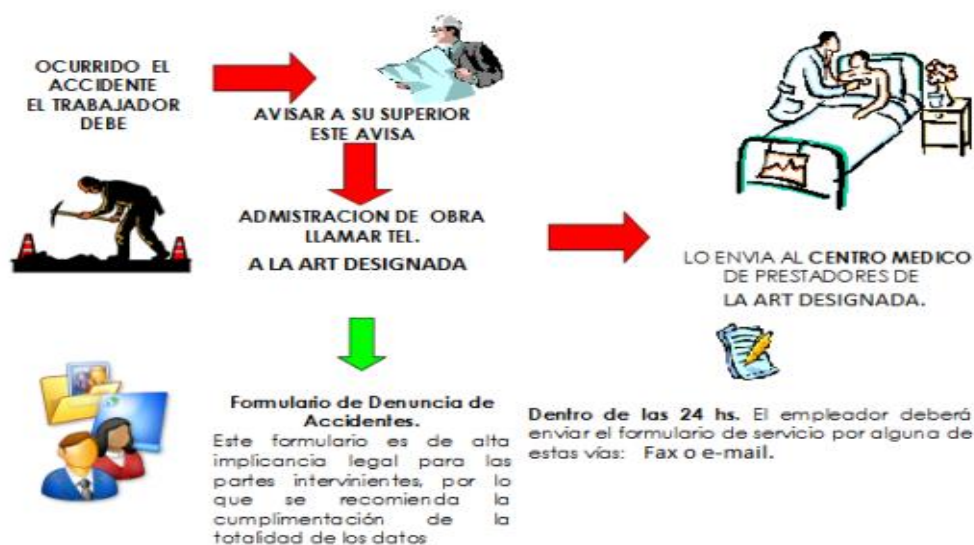 OCURRIDO EL
ACCIDENTE
EL TRABAJADOR
DEBE
AVISAR A SU SUPERIOR
ESTE AVISA
ADMISTRACION DE OBRA
LLAMAR TEL.
A LA ART DESIGNADA
LO ENVIA AL CENTRO MEDICO
DE PRESTADORES DE
LA ART DESIGNADA.
Formulario de Denuncia de
Accidentes.
Este formulario es de alta
implicancia legal para las
partes intervinientes, por lo
que se recomienda la
cumplimentación de la
totalidad de los datos
Dentro de las 24 hs. El empleador deberá
enviar el formulario de servicio por alguna de
estas vías: Fax o e-mail.